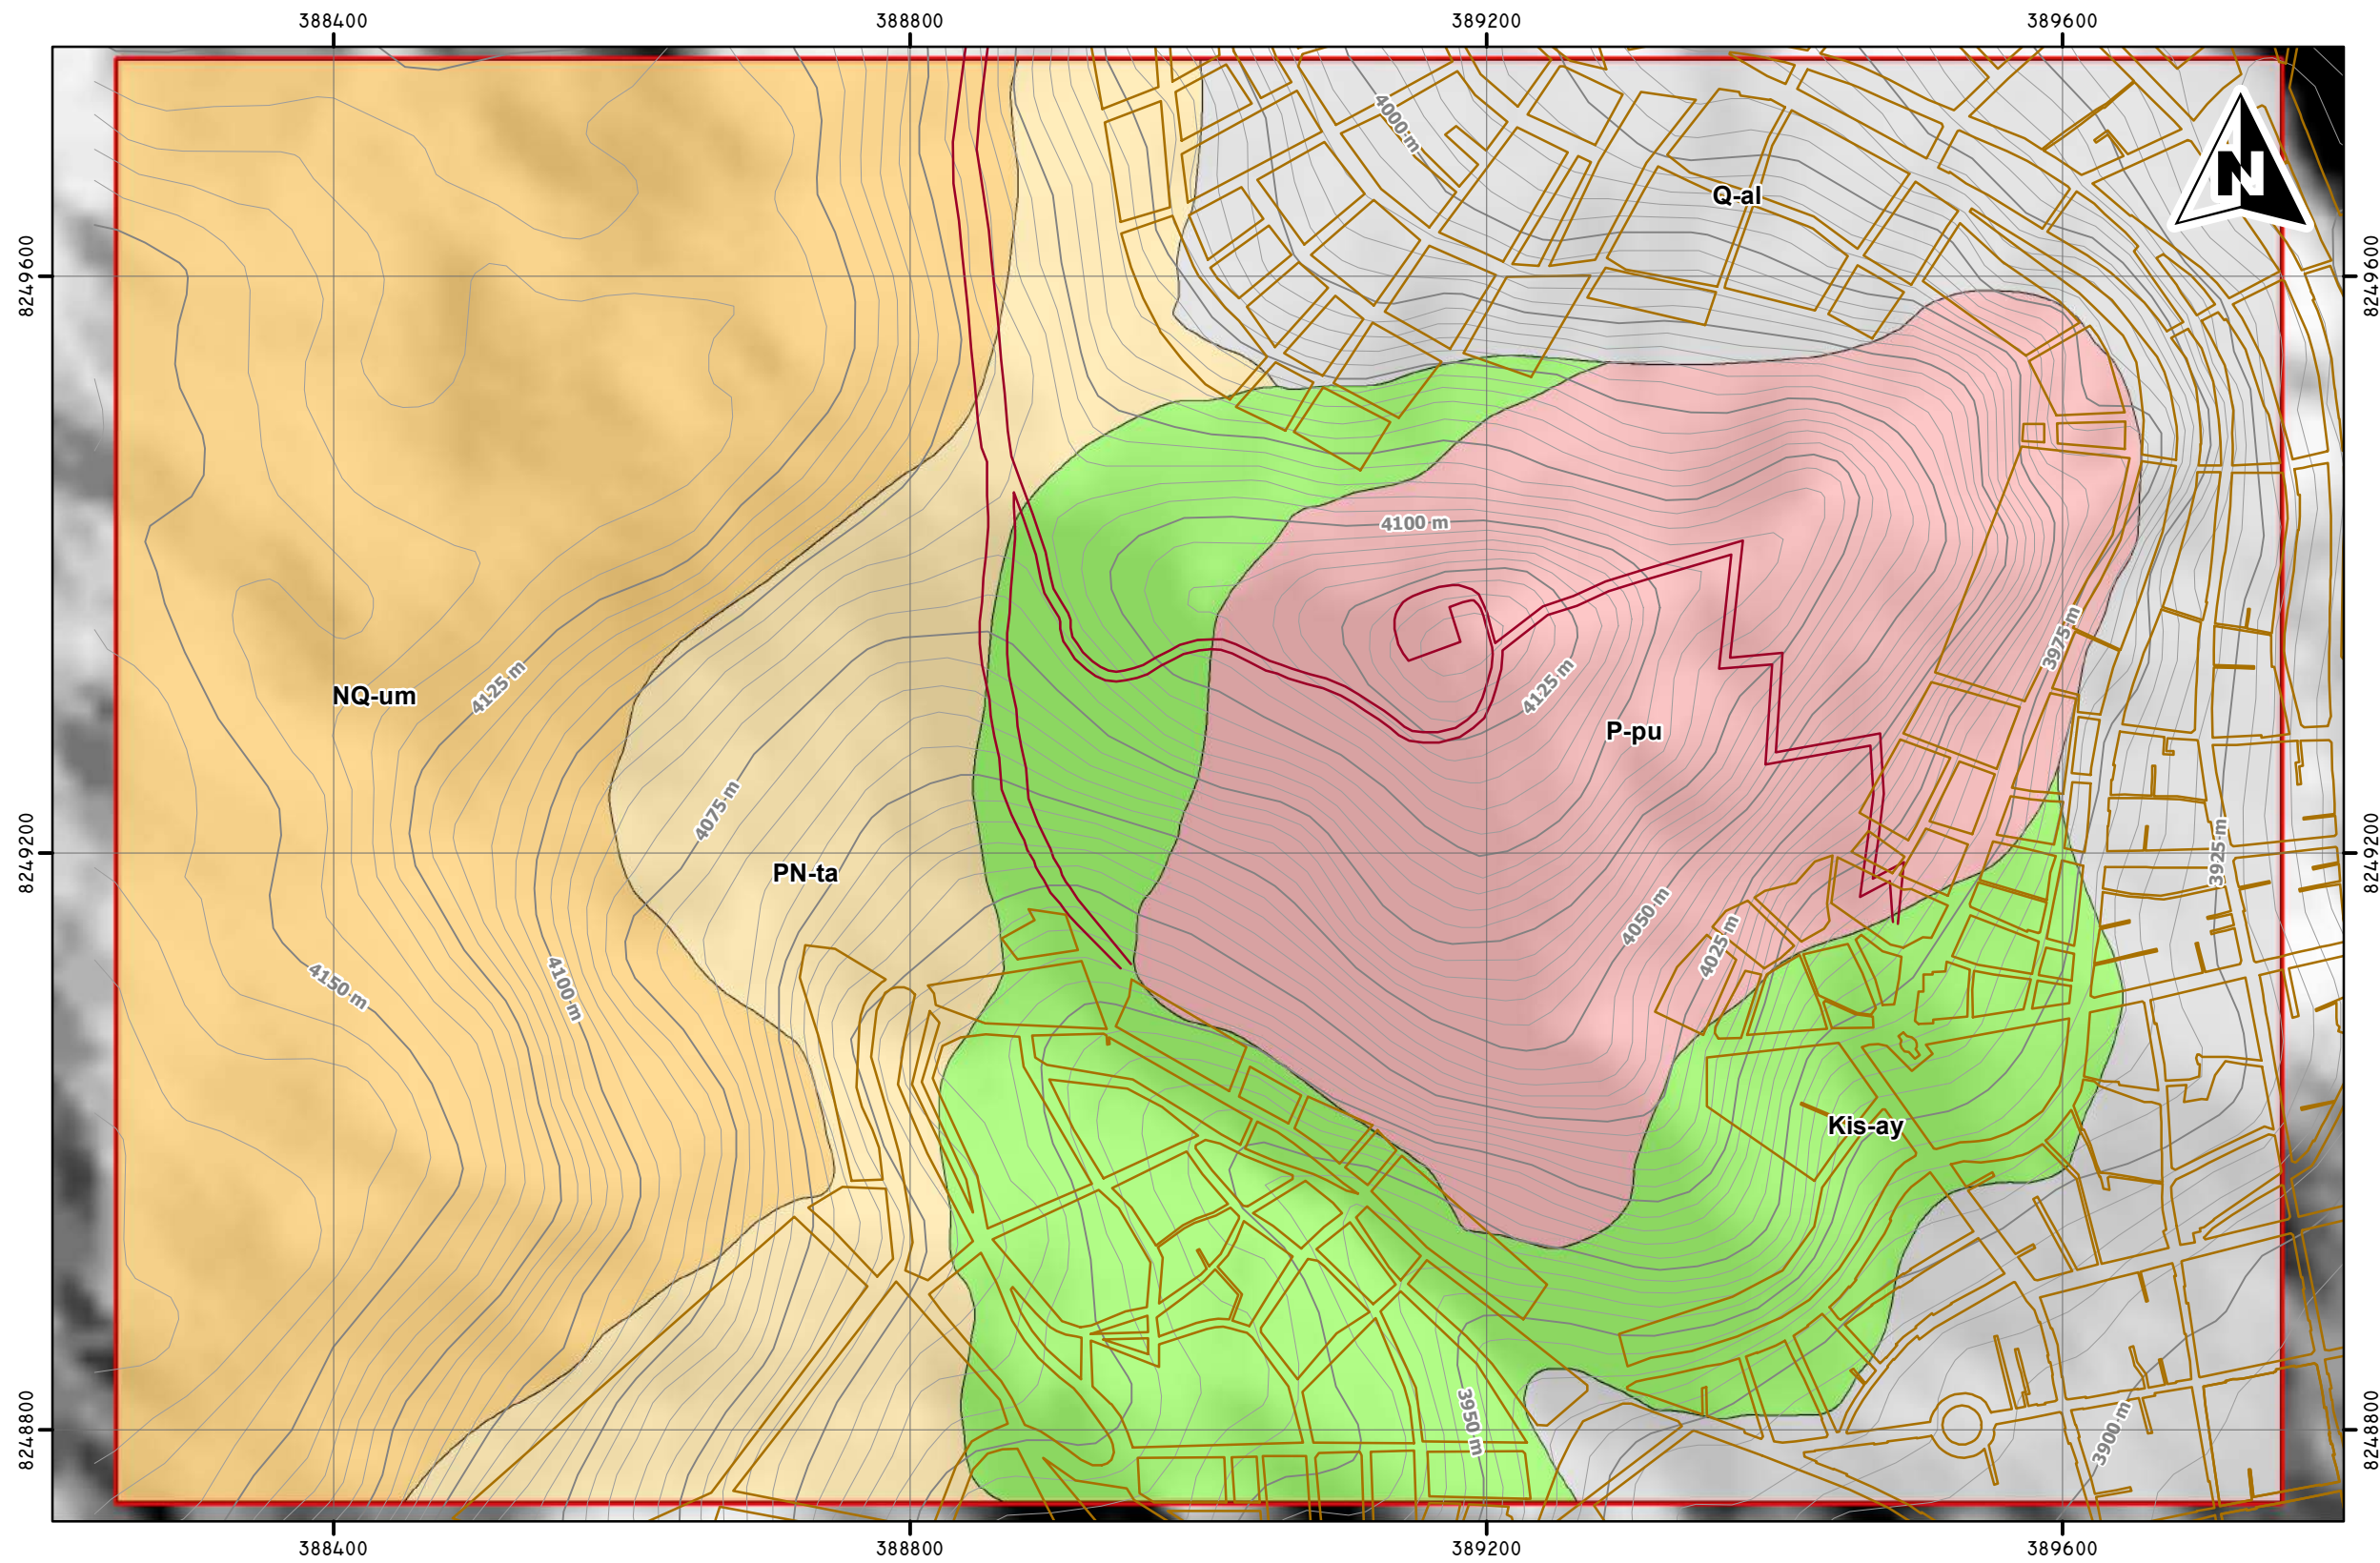 388400 388800 389200 389600
4000 m
Q-al
N
8249600 8249600
4100 m
3975 m
NQ-um
4125 m
4125 m
P-pu
4075 m
PN-ta
8249200 8249200
3925 m
4050 m
4025 m
4150 m
4100 m
Kis-ay
3950 m
3900 m
8248800 8248800
388400 388800 389200 389600